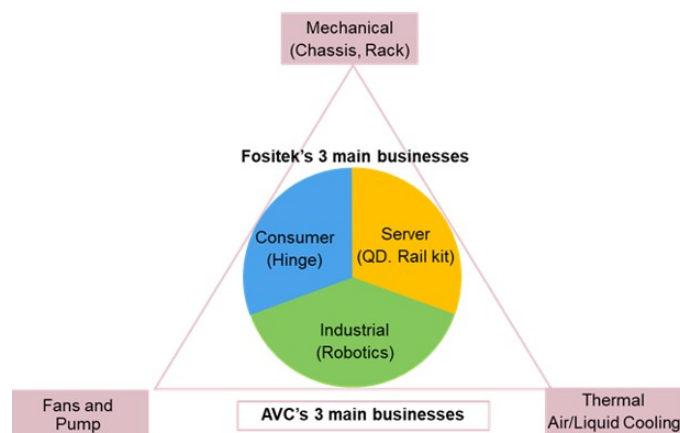 Mechanical
(Chassis, Rack)
Fositek's 3 main businesses
Consumer
(Hinge)
Server
(QD. Rail kit)
Industrial
(Robotics)
Fans and
Pump
AVC's 3 main businesses
Thermal
Air/Liquid Cooling